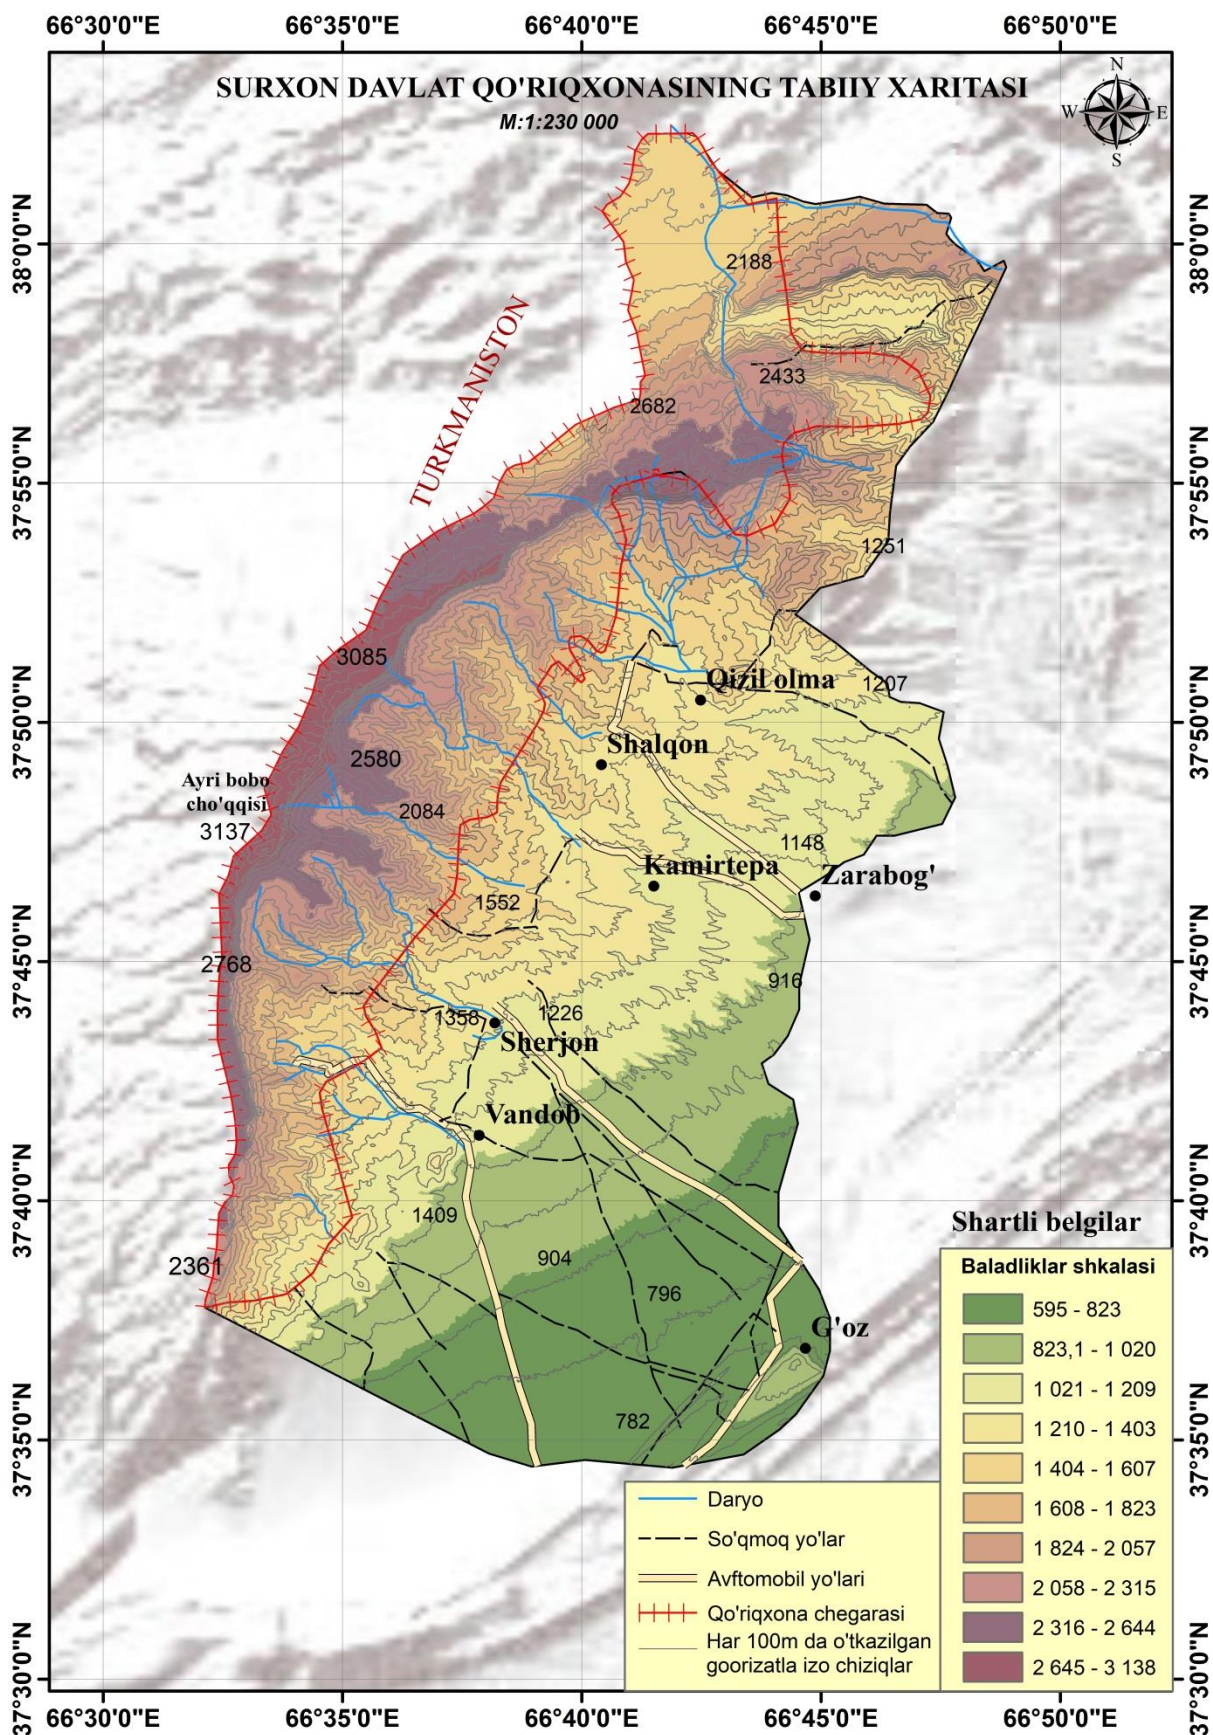 66°30'0"E 66°35'0"E 66°40'0"E 66°45'0"E 66°50'0"E
SURXON DAVLAT QO'RIQXONASINING TABIIY XARITASI
M:1:230 000
N
W E
S
38°0'0"N 38°0'0"N
2188
TURKMANISTON
2433
2682
37°55'0"N 37°55'0"N
1251
3085
Qizil olma
1207
37°50'0"N 37°50'0"N
Shalqon
2580
Ayri bobo
cho'qqisi
2084
3137
1148
Kamirtepa
Zarabog'
1552
37°45'0"N 37°45'0"N
2768
916
1358
1226
Sherjon
Vandob
37°40'0"N 37°40'0"N
1409
904
2361
796
G'oz
782
37°35'0"N 37°35'0"N
Shartli belgilar
Baladliklar shkalasi
595 - 823
823,1 - 1 020
1 021 - 1 209
1 210 - 1 403
1 404 - 1 607
1 608 - 1 823
1 824 - 2 057
2 058 - 2 315
2 316 - 2 644
2 645 - 3 138
Daryo
So'qmoq yo'lar
Avftomobil yo'lari
Qo'riqxona chegarasi
Har 100m da o'tkazilgan
goorizatla izo chiziqlar
37°30'0"N 37°30'0"N
66°30'0"E 66°35'0"E 66°40'0"E 66°45'0"E 66°50'0"E